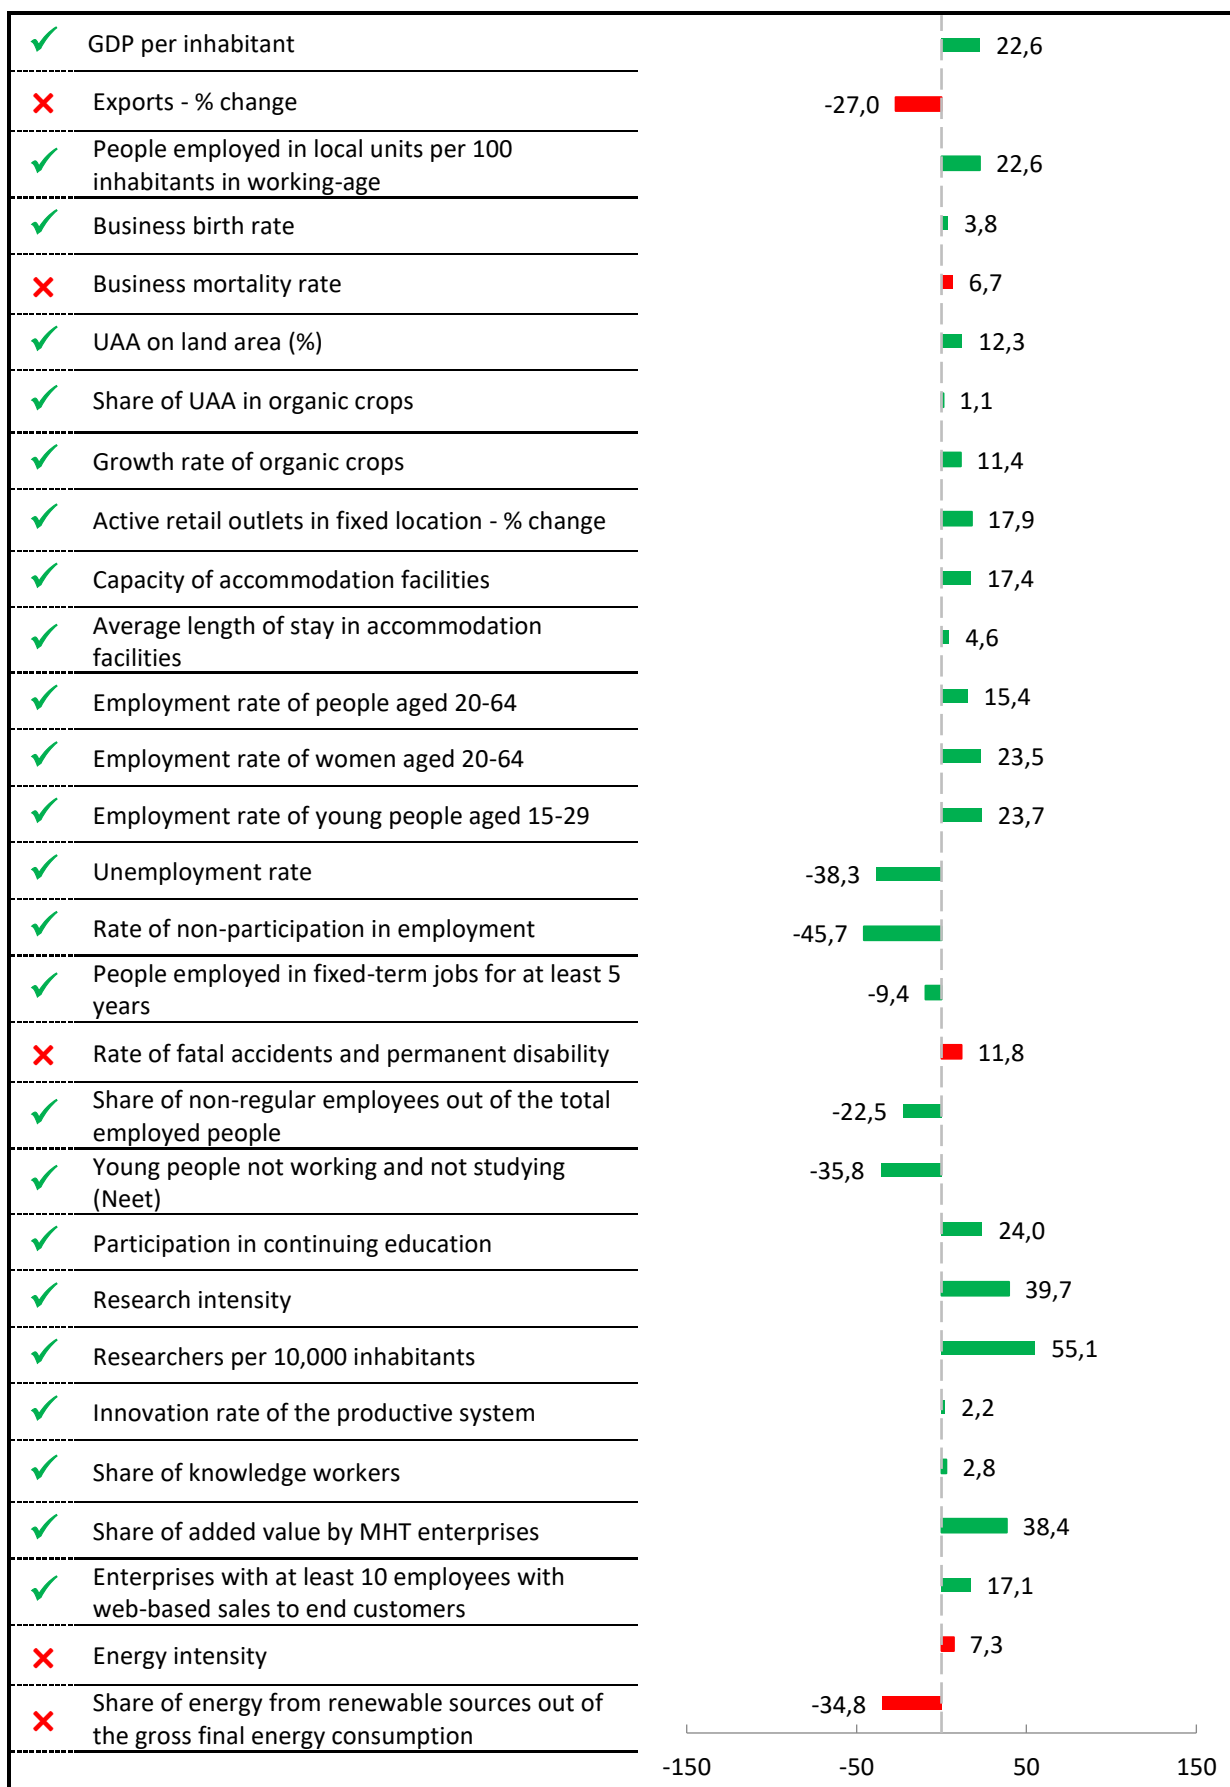 GDP per inhabitant 22,6
Exports - % change -27,0
People employed in local units per 100
inhabitants in working-age 22,6
Business birth rate 3,8
Business mortality rate 6,7
UAA on land area (%) 12,3
Share of UAA in organic crops 1,1
Growth rate of organic crops 11,4
Active retail outlets in fixed location - % change 17,9
Capacity of accommodation facilities 17,4
Average length of stay in accommodation
facilities 4,6
Employment rate of people aged 20-64 15,4
Employment rate of women aged 20-64 23,5
Employment rate of young people aged 15-29 23,7
Unemployment rate -38,3
Rate of non-participation in employment -45,7
People employed in fixed-term jobs for at least 5
years -9,4
Rate of fatal accidents and permanent disability 11,8
Share of non-regular employees out of the total
employed people -22,5
Young people not working and not studying
(Neet) -35,8
Participation in continuing education 24,0
Research intensity 39,7
Researchers per 10,000 inhabitants 55,1
Innovation rate of the productive system 2,2
Share of knowledge workers 2,8
Share of added value by MHT enterprises 38,4
Enterprises with at least 10 employees with
web-based sales to end customers 17,1
Energy intensity 7,3
Share of energy from renewable sources out of
the gross final energy consumption -34,8
-150 -50 50 150